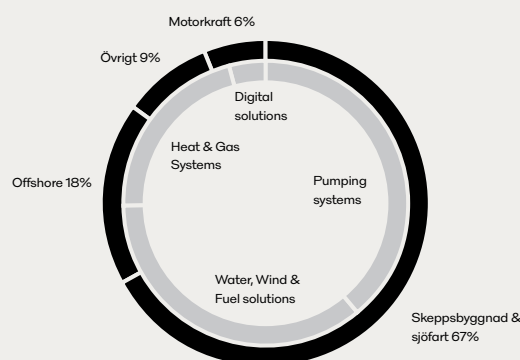 Motorkraft 6%
Övrigt 9%
Digital
solutions
Heat & Gas
Systems
Offshore 18%
Pumping
systems
Water, Wind &
Fuel solutions
Skeppsbyggnad &
sjöfart 67%